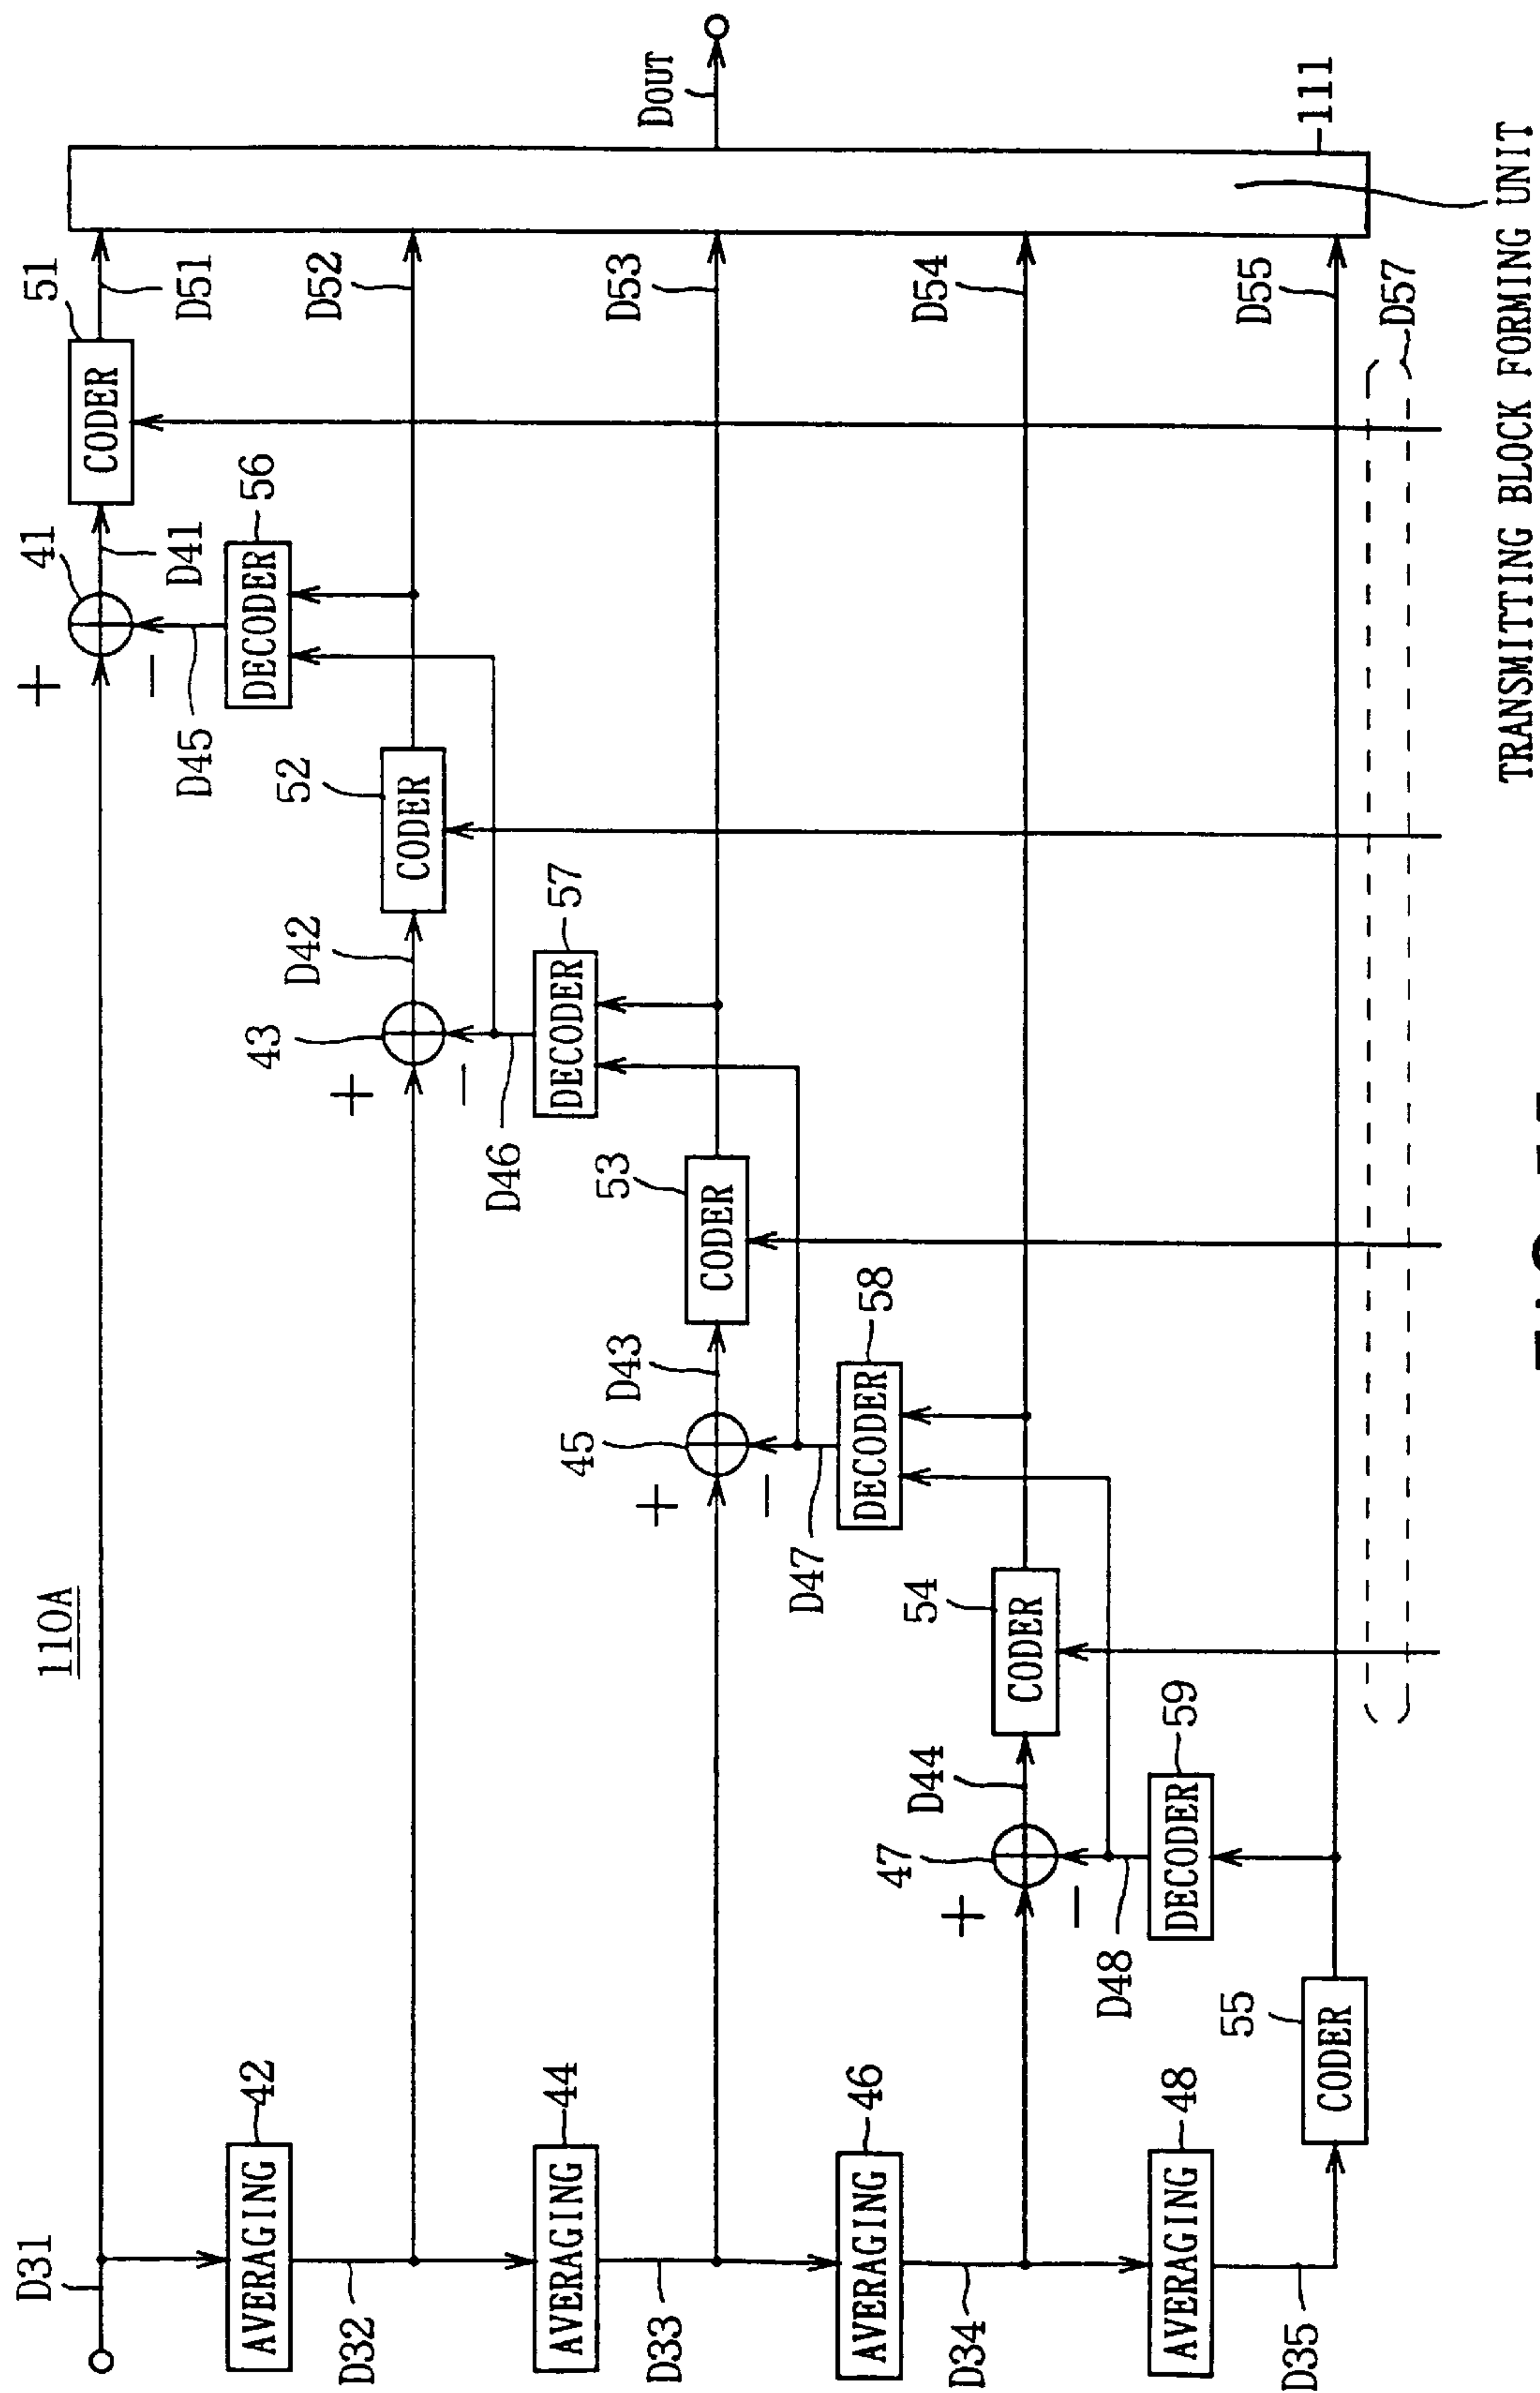 110A
D31
AVERAGING
42
D32
AVERAGING
44
D33
AVERAGING
46
D34
AVERAGING
48
D35
CODER
55
DECODER
59
D48
+
−
47
D44
CODER
54
DECODER
58
D47
+
−
45
D43
CODER
53
DECODER
57
D46
+
−
43
D42
CODER
52
DECODER
56
D45
+
−
41
D41
CODER
51
D51
D52
D53
D54
D55
D57
DOUT
111
TRANSMITTING BLOCK FORMING UNIT